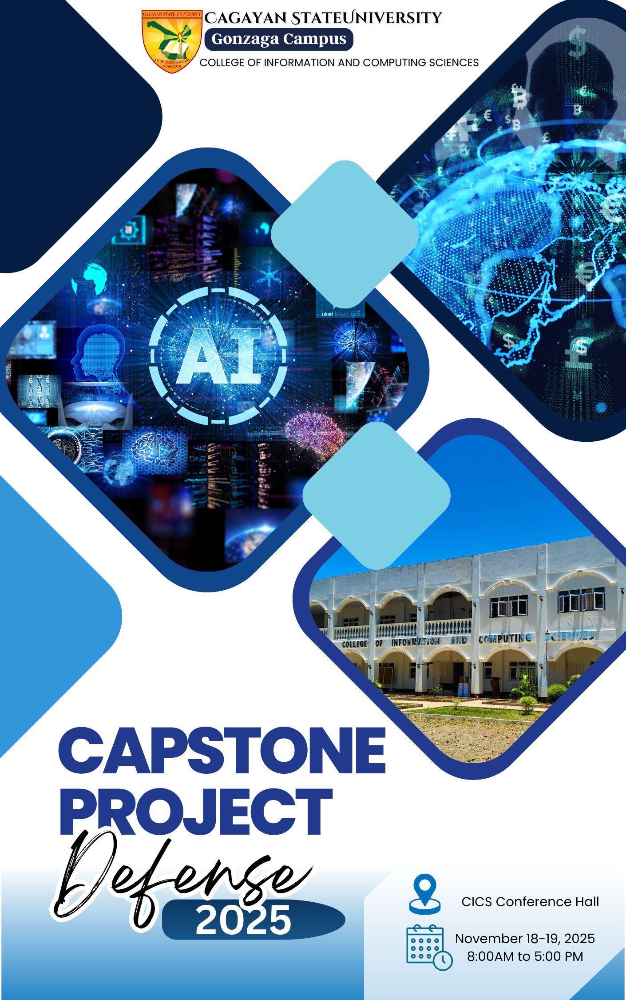 CAGAYAN STATE UNIVERSITY
AD OPTIMUM EDUCANS
MCMLXXVIII
CAGAYAN STATEUNIVERSITY
Gonzaga Campus
COLLEGE OF INFORMATION AND COMPUTING SCIENCES
AI
COLLEGE OF INFORMATION AND COMPUTING SCIENCES
CAPSTONE
PROJECT
Defense
2025
CICS Conference Hall
November 18-19, 2025
8:00AM to 5:00 PM